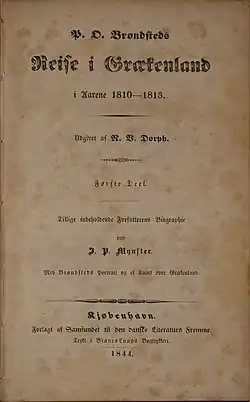 P. O. Brøndsteds
Reise i Grækenland
i Aarene 1810—1813.
Udgivet af N. V. Dorph.
Første Deel.
Tillige indeholdende Forfatterens Biographie
ved
J. P. Mynster.
Med Brøndsteds Portrait og et Kaart over Grækenland.
Kjøbenhavn.
Forlagt af Samfundet til den danske Literaturs Fremme.
Trykt i Bianco Lunos Bogtrykkeri.
1844.